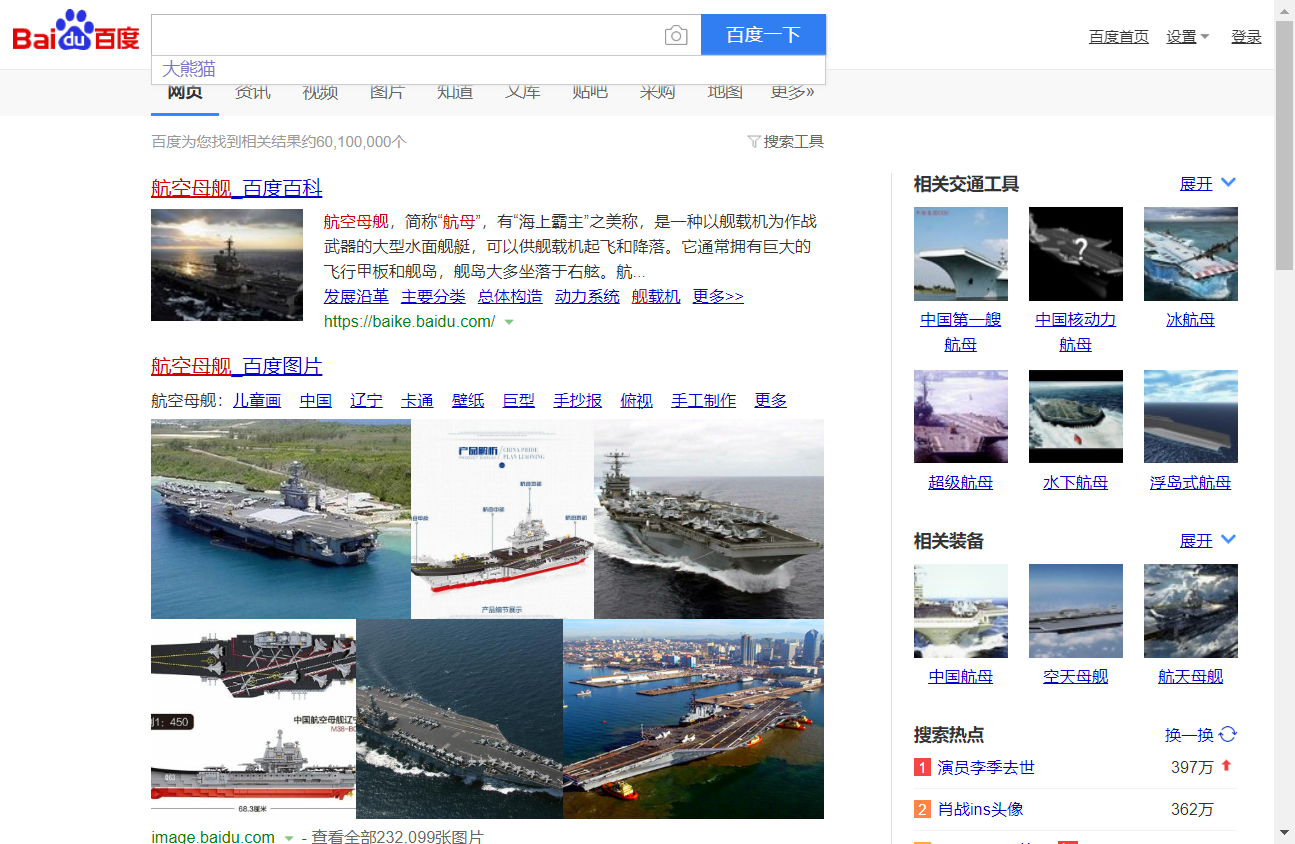 Bai du 百度
百度一下
百度首页 设置 登录
大熊猫
网页 资讯 视频 图片 知道 文库 贴吧 采购 地图 更多»
百度为您找到相关结果约60,100,000个
搜索工具
航空母舰_百度百科
航空母舰，简称“航母”，有“海上霸主”之美称，是一种以舰载机为作战
武器的大型水面舰艇，可以供舰载机起飞和降落。它通常拥有巨大的
飞行甲板和舰岛，舰岛大多坐落于右舷。航...
发展沿革 主要分类 总体构造 动力系统 舰载机 更多>>
https://baike.baidu.com/
航空母舰_百度图片
航空母舰: 儿童画 中国 辽宁 卡通 壁纸 巨型 手抄报 俯视 手工制作 更多
产品解析
CHINA PRIDE
PLAN LIAONING
产品细节展示
1: 450
中国航空母舰辽宁
68.3厘米
image.baidu.com - 查看全部232,099张图片
相关交通工具 展开
中国第一艘
航母
中国核动力
航母
冰航母
超级航母 水下航母 浮岛式航母
相关装备 展开
中国航母 空天母舰 航天母舰
搜索热点 换一换
1 演员李季去世 397万
2 肖战ins头像 362万